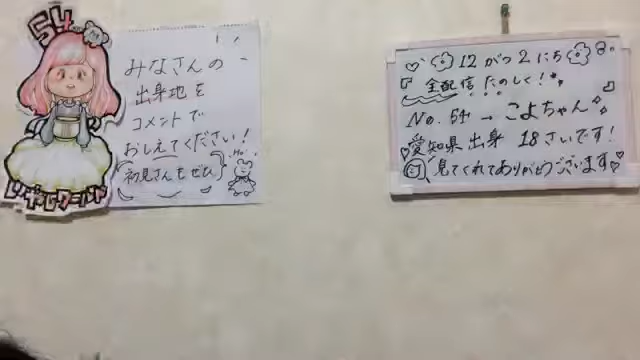 54
みなさんの
出身地を
コメントで
おしえてください！
初見さんもぜひ
12がつ2にち
全配信たのしく！
No.54 → こよちゃん
愛知県出身 18さいです！
見てくれてありがとうございます